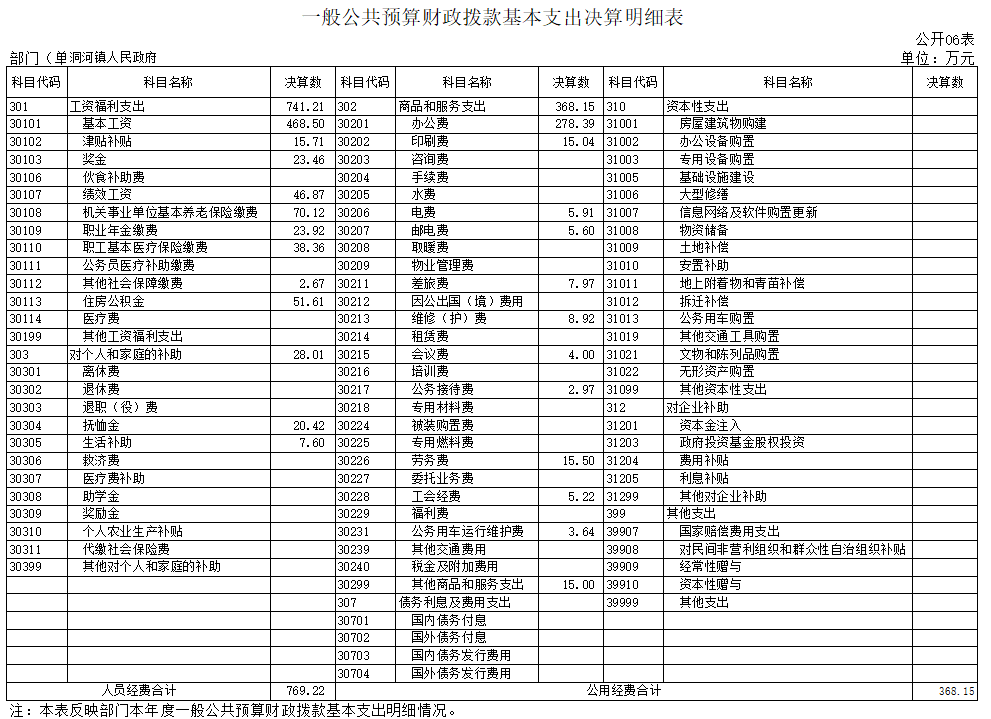 一般公共预算财政拨款基本支出决算明细表
公开06表
部门（单洞河镇人民政府 单位：万元
科目代码 科目名称 决算数 科目代码 科目名称 决算数 科目代码 科目名称 决算数
301 工资福利支出 741.21 302 商品和服务支出 368.15 310 资本性支出
30101 基本工资 468.50 30201 办公费 278.39 31001 房屋建筑物购建
30102 津贴补贴 15.71 30202 印刷费 15.04 31002 办公设备购置
30103 奖金 23.46 30203 咨询费 31003 专用设备购置
30106 伙食补助费 30204 手续费 31005 基础设施建设
30107 绩效工资 46.87 30205 水费 31006 大型修缮
30108 机关事业单位基本养老保险缴费 70.12 30206 电费 5.91 31007 信息网络及软件购置更新
30109 职业年金缴费 23.92 30207 邮电费 5.60 31008 物资储备
30110 职工基本医疗保险缴费 38.36 30208 取暖费 31009 土地补偿
30111 公务员医疗补助缴费 30209 物业管理费 31010 安置补助
30112 其他社会保障缴费 2.67 30211 差旅费 7.97 31011 地上附着物和青苗补偿
30113 住房公积金 51.61 30212 因公出国（境）费用 31012 拆迁补偿
30114 医疗费 30213 维修（护）费 8.92 31013 公务用车购置
30199 其他工资福利支出 30214 租赁费 31019 其他交通工具购置
303 对个人和家庭的补助 28.01 30215 会议费 4.00 31021 文物和陈列品购置
30301 离休费 30216 培训费 31022 无形资产购置
30302 退休费 30217 公务接待费 2.97 31099 其他资本性支出
30303 退职（役）费 30218 专用材料费 312 对企业补助
30304 抚恤金 20.42 30224 被装购置费 31201 资本金注入
30305 生活补助 7.60 30225 专用燃料费 31203 政府投资基金股权投资
30306 救济费 30226 劳务费 15.50 31204 费用补贴
30307 医疗费补助 30227 委托业务费 31205 利息补贴
30308 助学金 30228 工会经费 5.22 31299 其他对企业补助
30309 奖励金 30229 福利费 399 其他支出
30310 个人农业生产补贴 30231 公务用车运行维护费 3.64 39907 国家赔偿费用支出
30311 代缴社会保险费 30239 其他交通费用 39908 对民间非营利组织和群众性自治组织补贴
30399 其他对个人和家庭的补助 30240 税金及附加费用 39909 经常性赠与
30299 其他商品和服务支出 15.00 39910 资本性赠与
307 债务利息及费用支出 39999 其他支出
30701 国内债务付息
30702 国外债务付息
30703 国内债务发行费用
30704 国外债务发行费用
人员经费合计 769.22 公用经费合计 368.15
注：本表反映部门本年度一般公共预算财政拨款基本支出明细情况。